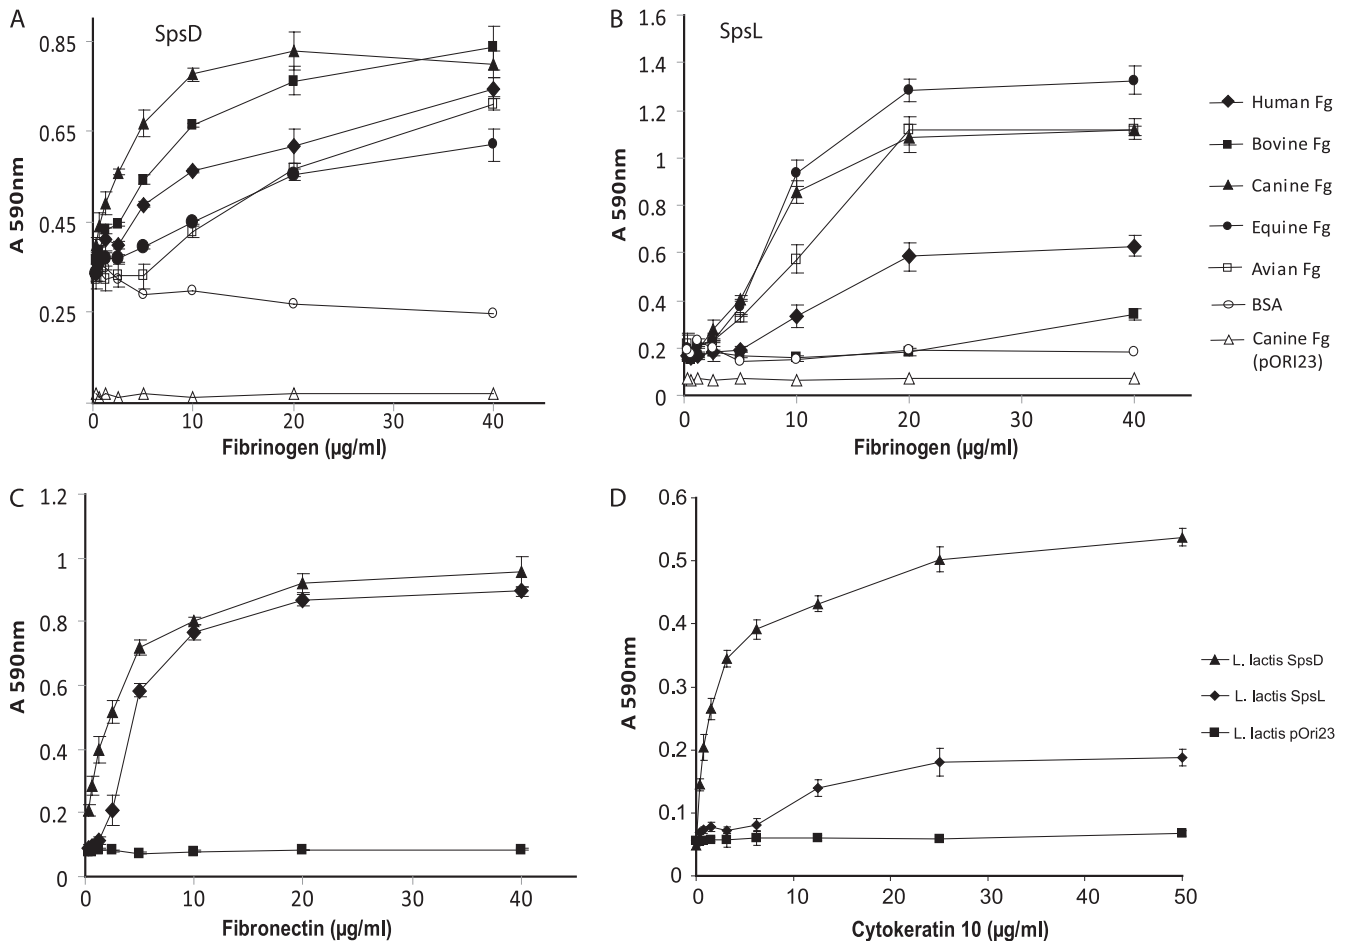 A
SpsD
0.85
0.65
0.45
0.25
A 590nm
0
10
20
30
40
Fibrinogen (µg/ml)
B
SpsL
1.6
1.4
1.2
1
0.8
0.6
0.4
0.2
0
A 590nm
0
10
20
30
40
Fibrinogen (µg/ml)
Human Fg
Bovine Fg
Canine Fg
Equine Fg
Avian Fg
BSA
Canine Fg
(pORI23)
C
1.2
1
0.8
0.6
0.4
0.2
0
A 590nm
0
10
20
30
40
Fibronectin (µg/ml)
D
0.6
0.5
0.4
0.3
0.2
0.1
0
A 590nm
0
10
20
30
40
50
Cytokeratin 10 (µg/ml)
L. lactis SpsD
L. lactis SpsL
L. lactis pOri23